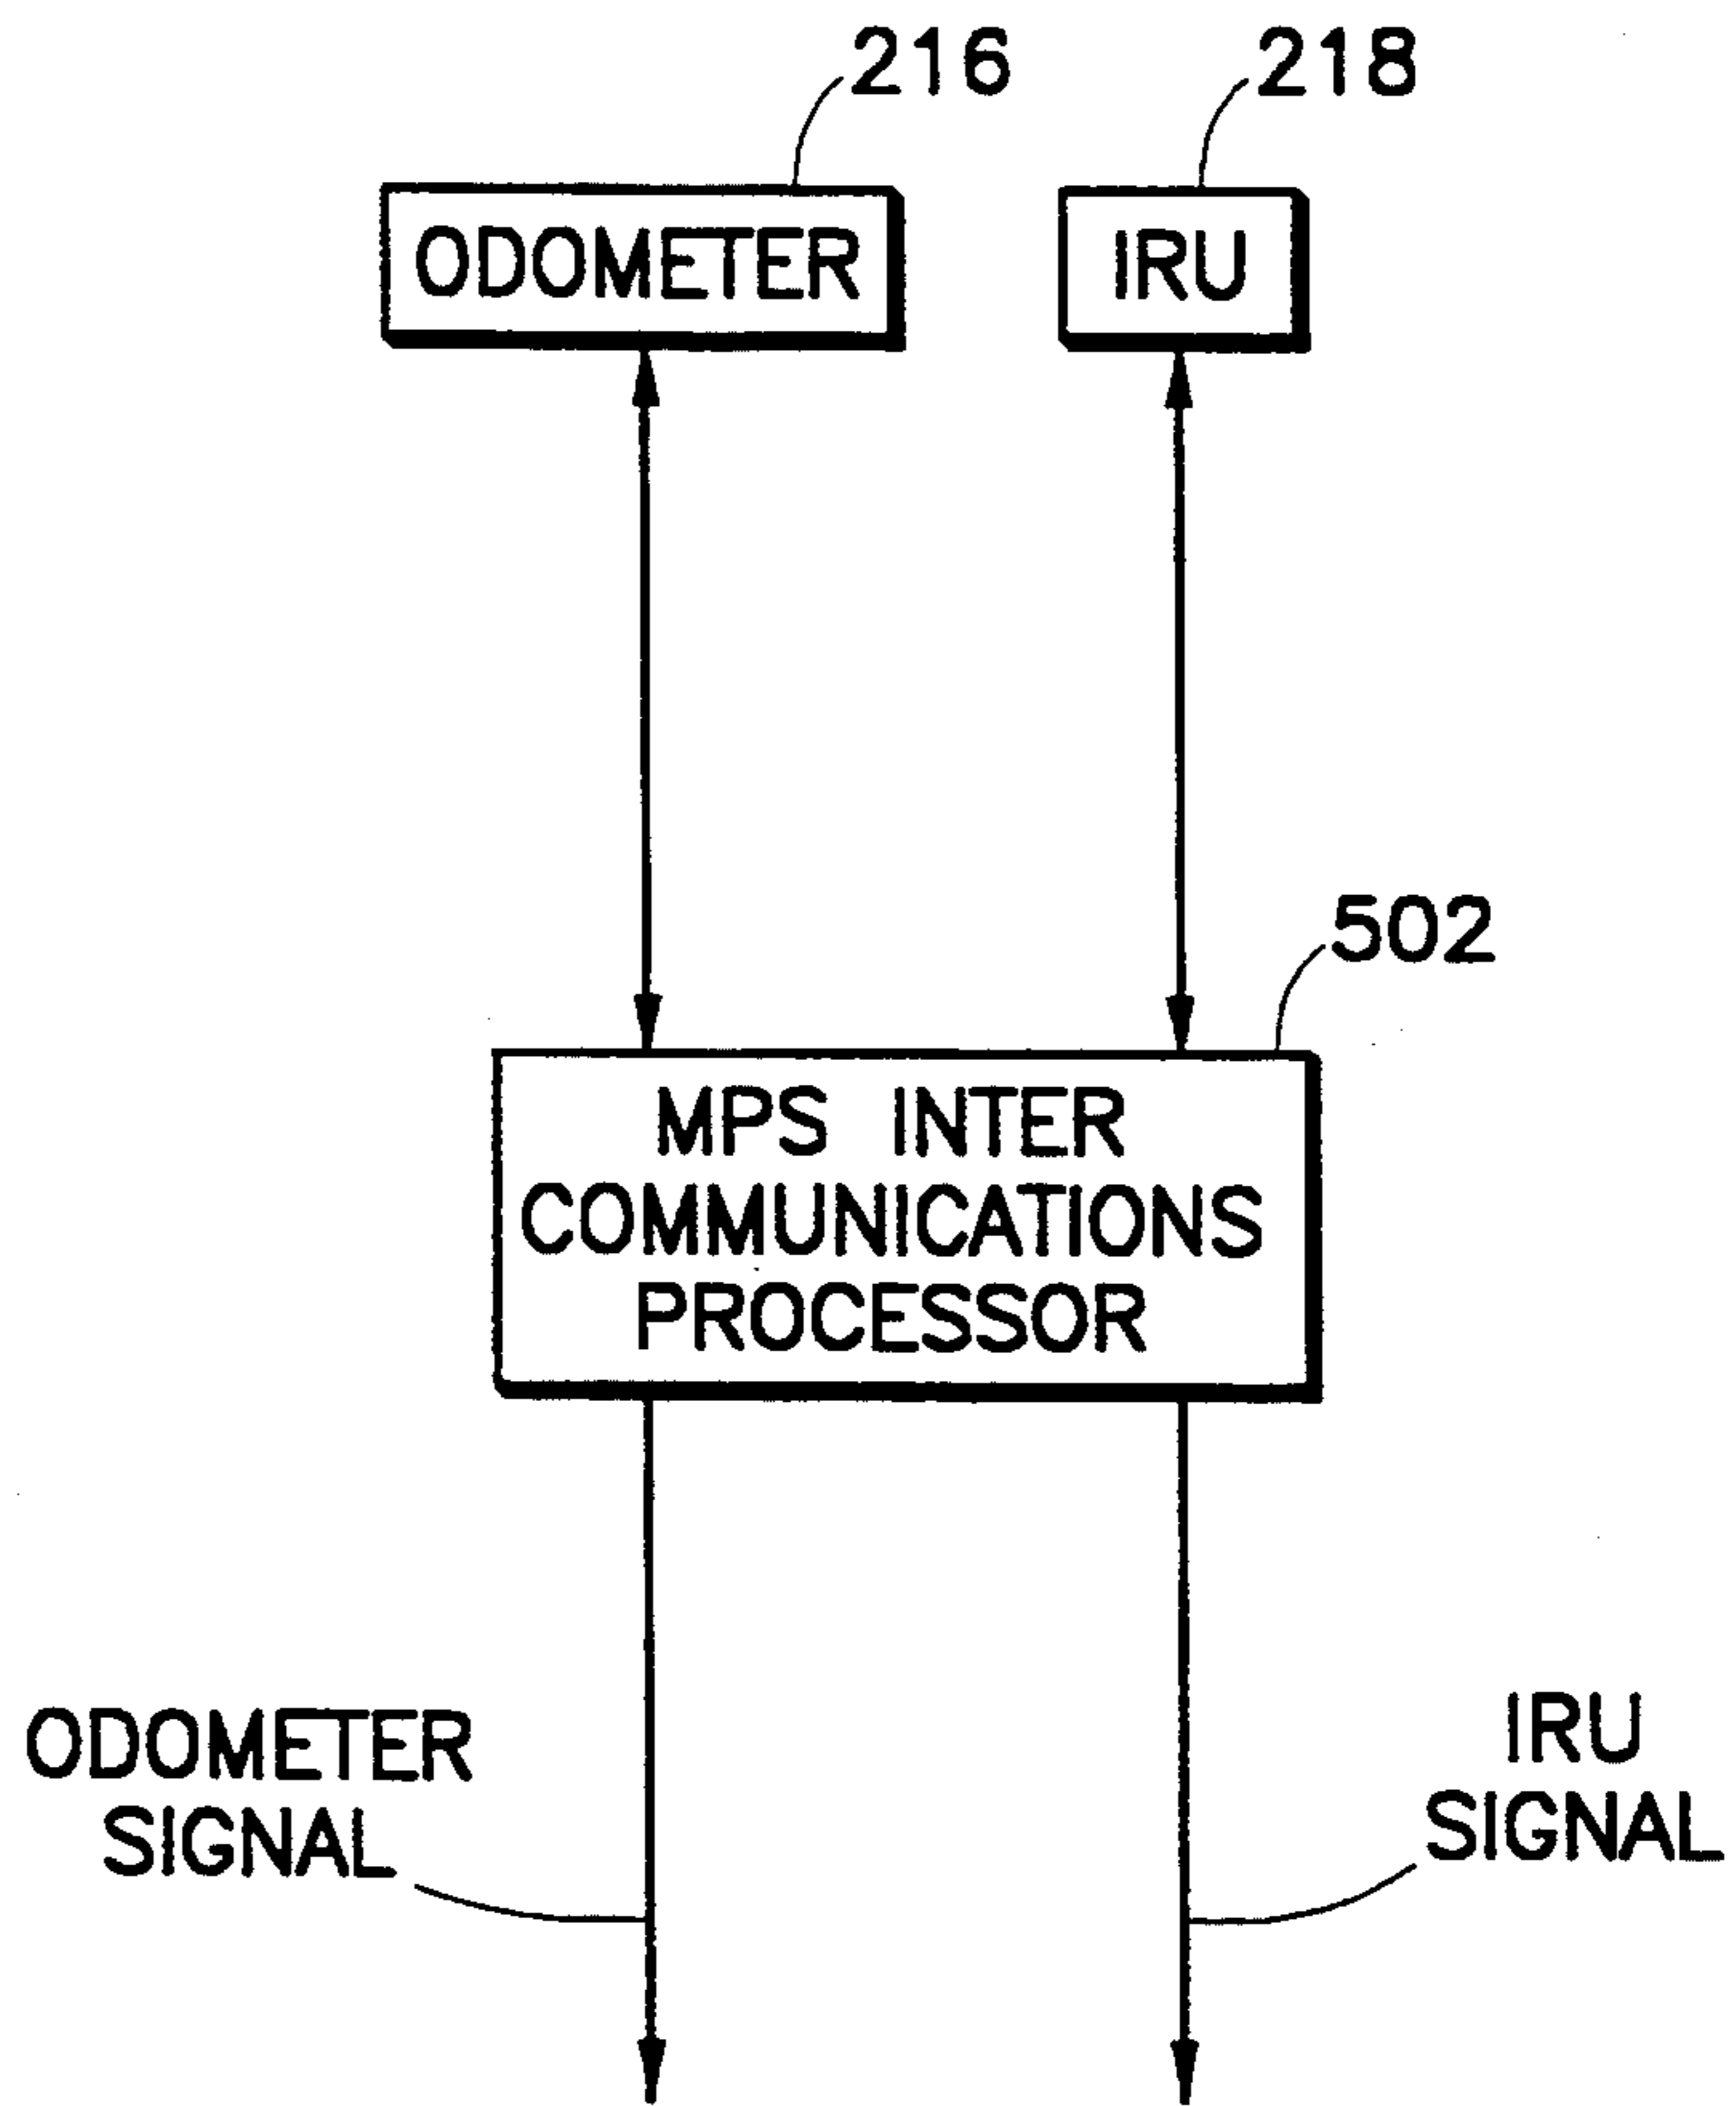 216
218
ODOMETER
IRU
502
MPS INTER
COMMUNICATIONS
PROCESSOR
ODOMETER
SIGNAL
IRU
SIGNAL